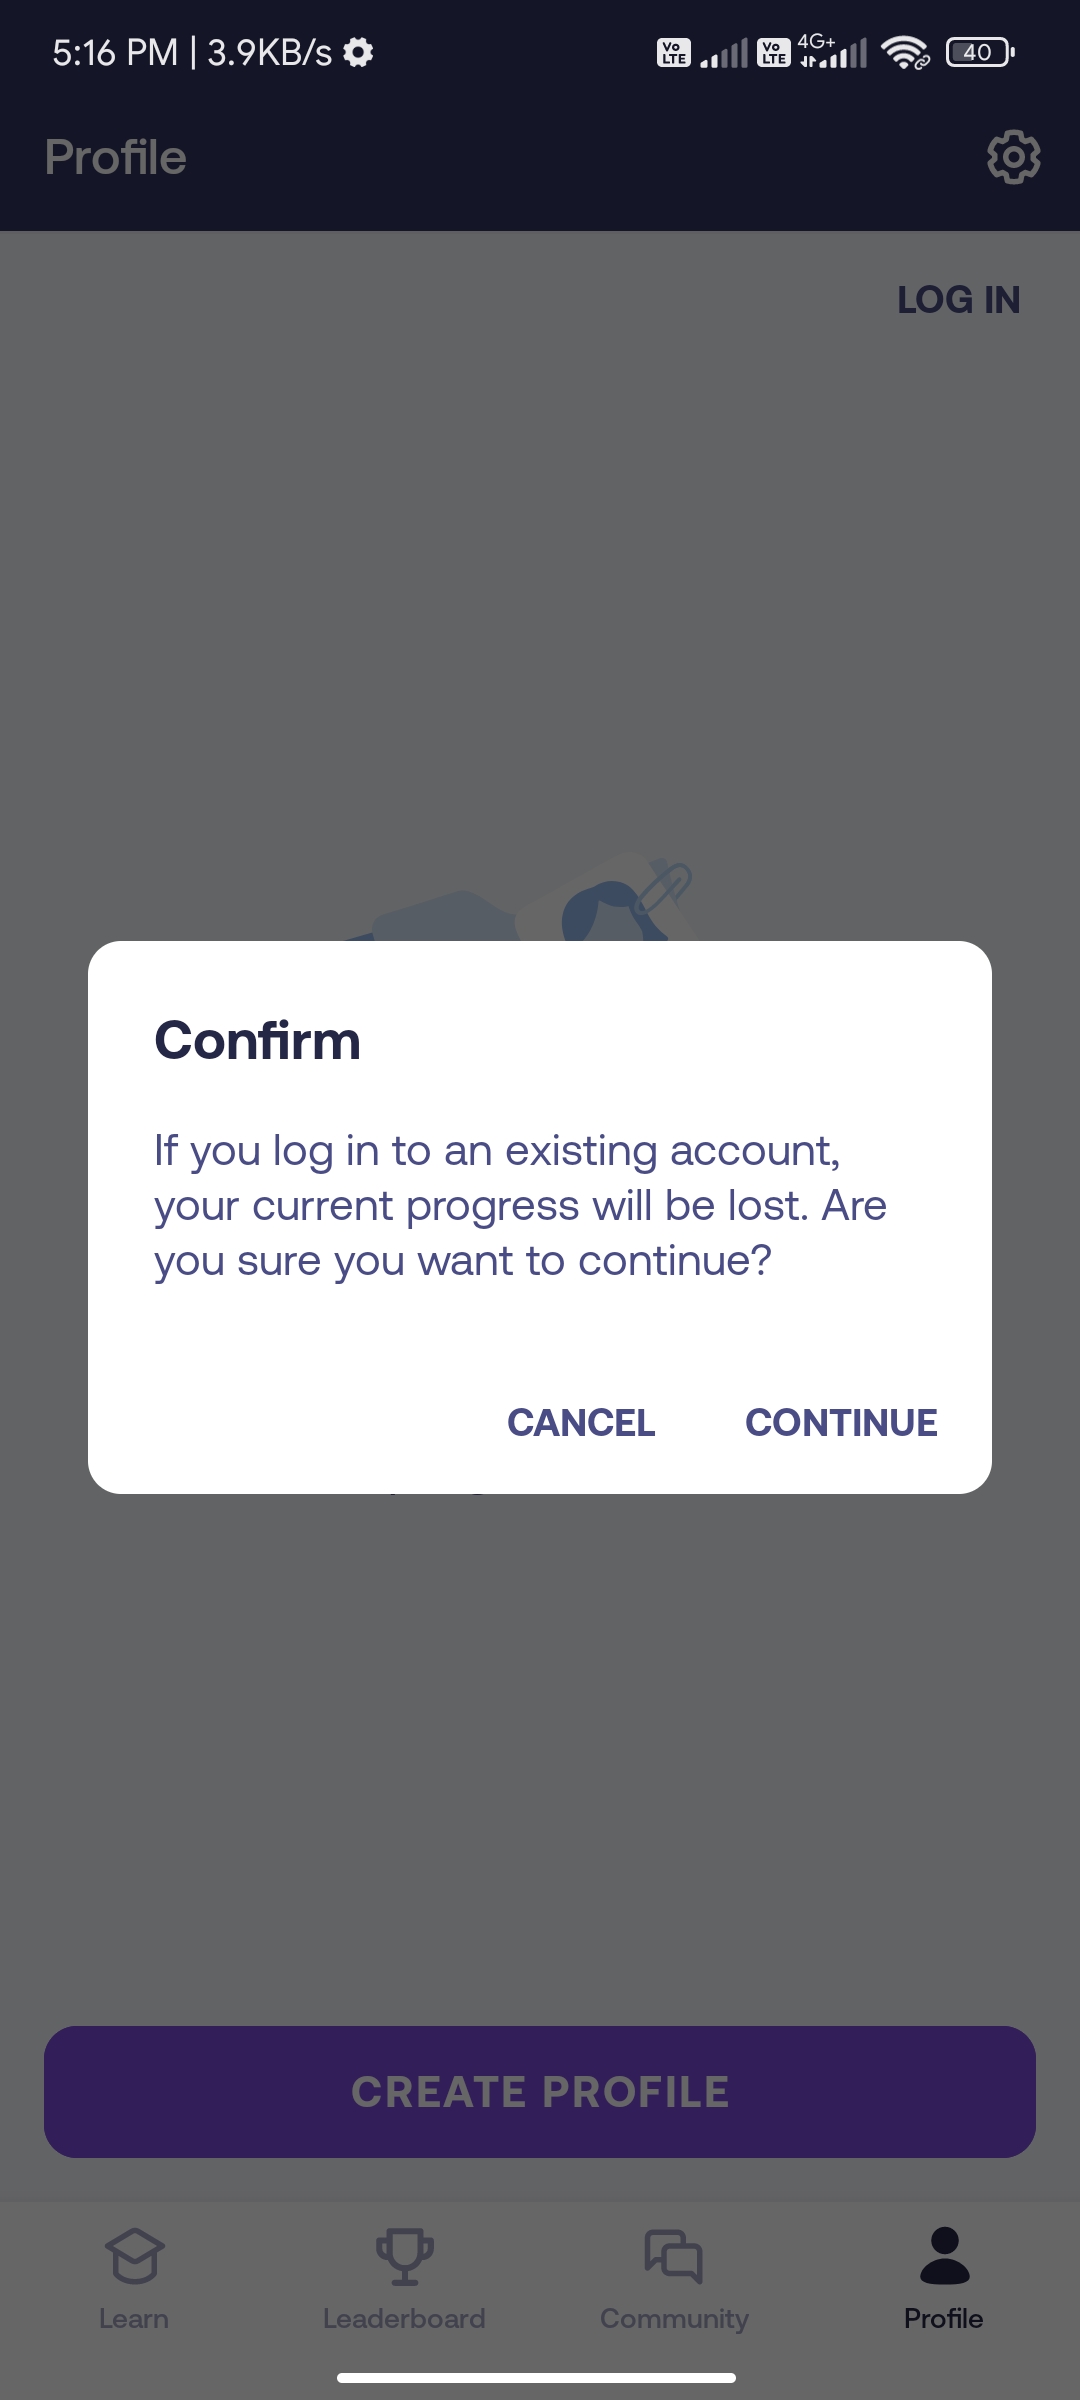 5:16 PM | 3.9KB/s
Vo LTE Vo LTE 4G+ 40
Profile
LOG IN
Confirm
If you log in to an existing account,
your current progress will be lost. Are
you sure you want to continue?
CANCEL CONTINUE
CREATE PROFILE
Learn Leaderboard Community Profile